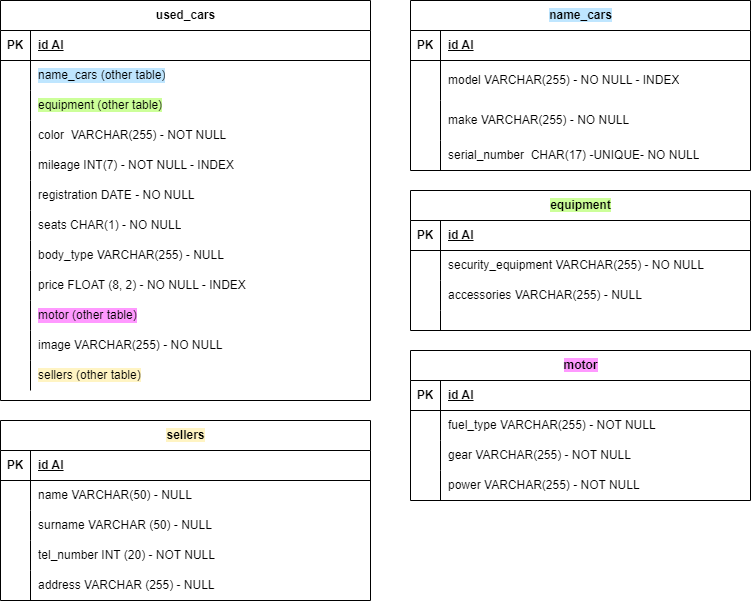 used_cars
PK id AI
name_cars (other table)
equipment (other table)
color VARCHAR(255) - NOT NULL
mileage INT(7) - NOT NULL - INDEX
registration DATE - NO NULL
seats CHAR(1) - NO NULL
body_type VARCHAR(255) - NULL
price FLOAT (8, 2) - NO NULL - INDEX
motor (other table)
image VARCHAR(255) - NO NULL
sellers (other table)
sellers
PK id AI
name VARCHAR(50) - NULL
surname VARCHAR (50) - NULL
tel_number INT (20) - NOT NULL
address VARCHAR (255) - NULL
name_cars
PK id AI
model VARCHAR(255) - NO NULL - INDEX
make VARCHAR(255) - NO NULL
serial_number CHAR(17) -UNIQUE- NO NULL
equipment
PK id AI
security_equipment VARCHAR(255) - NO NULL
accessories VARCHAR(255) - NULL
motor
PK id AI
fuel_type VARCHAR(255) - NOT NULL
gear VARCHAR(255) - NOT NULL
power VARCHAR(255) - NOT NULL